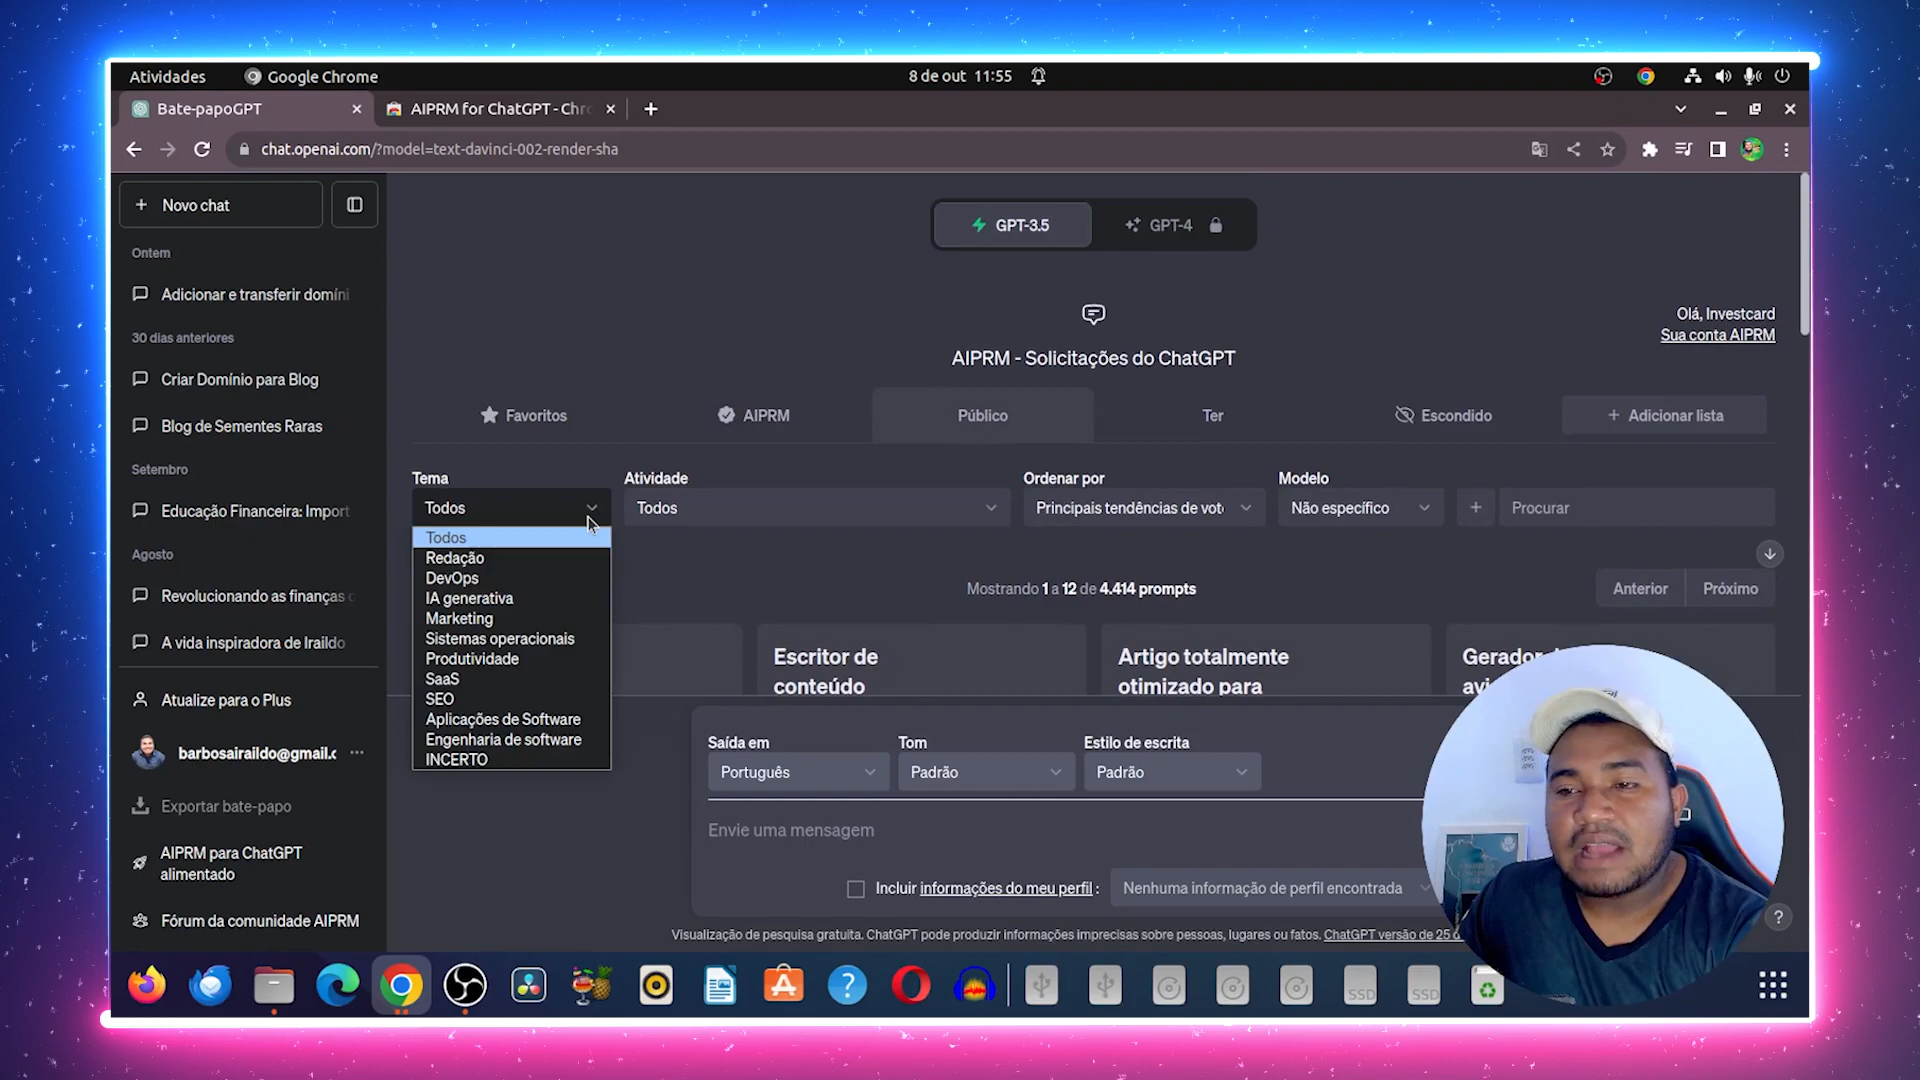 Atividades
Google Chrome
8 de out 11:55
Bate-papoGPT
AIPRM for ChatGPT - Chr
chat.openai.com/?model=text-davinci-002-render-sha
Novo chat
Ontem
Adicionar e transferir domíni
30 dias anteriores
Criar Domínio para Blog
Blog de Sementes Raras
Setembro
Educação Financeira: Import
Agosto
Revolucionando as finanças
A vida inspiradora de Iraildo
Atualize para o Plus
barbosairaildo@gmail.c
Exportar bate-papo
AIPRM para ChatGPT
alimentado
Fórum da comunidade AIPRM
GPT-3.5
GPT-4
Olá, Investcard
Sua conta AIPRM
AIPRM - Solicitações do ChatGPT
Favoritos
AIPRM
Público
Ter
Escondido
+ Adicionar lista
Tema
Atividade
Ordenar por
Modelo
Todos
Todos
Principais tendências de vot
Não específico
+
Procurar
Todos
Redação
DevOps
IA generativa
Marketing
Sistemas operacionais
Produtividade
SaaS
SEO
Aplicações de Software
Engenharia de software
INCERTO
Mostrando 1 a 12 de 4.414 prompts
Anterior
Próximo
Escritor de
conteúdo
Artigo totalmente
otimizado para
Gerador
Saída em
Tom
Estilo de escrita
Português
Padrão
Padrão
Envie uma mensagem
Incluir informações do meu perfil :
Nenhuma informação de perfil encontrada
Visualização de pesquisa gratuita. ChatGPT pode produzir informações imprecisas sobre pessoas, lugares ou fatos. ChatGPT versão de 25 d
?
SSD
SSD